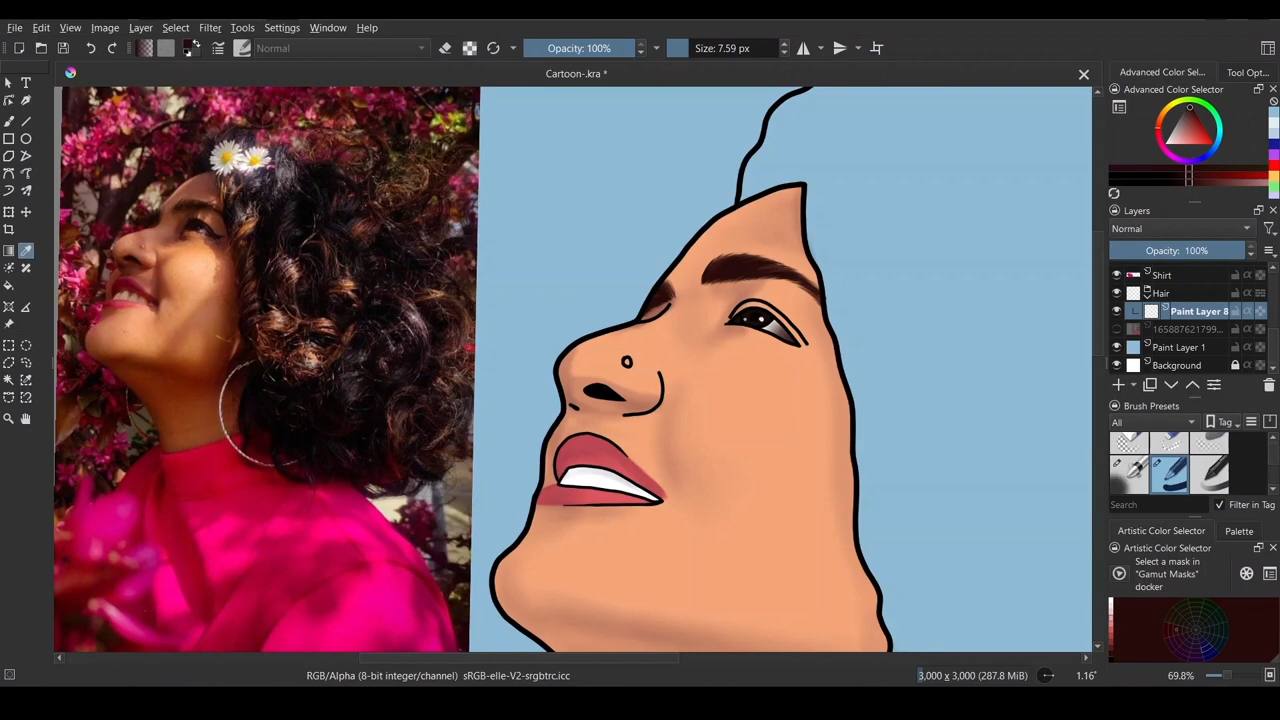 File Edit View Image Layer Select Filter Tools Settings Window Help
Normal Opacity: 100% Size: 7.59 px
Cartoon-.kra *
Advanced Color Sel... Tool Opt...
Advanced Color Selector
Layers
Normal
Opacity: 100%
Shirt
Hair
Paint Layer 8
165887621799...
Paint Layer 1
Background
Brush Presets
All Tag
Search Filter in Tag
Artistic Color Selector Palette
Artistic Color Selector
Select a mask in
"Gamut Masks"
docker
RGB/Alpha (8-bit integer/channel) sRGB-elle-V2-srgbtrc.icc 3,000 x 3,000 (287.8 MiB) 1.16° 69.8%